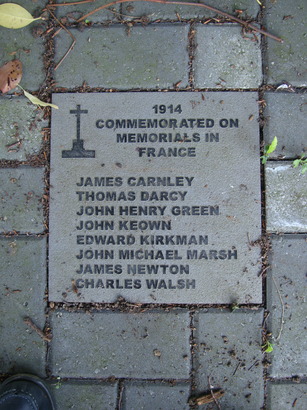 1914
COMMEMORATED ON
MEMORIALS IN
FRANCE
JAMES CARNLEY
THOMAS DARCY
JOHN HENRY GREEN
JOHN KEOWN
EDWARD KIRKMAN
JOHN MICHAEL MARSH
JAMES NEWTON
CHARLES WALSH